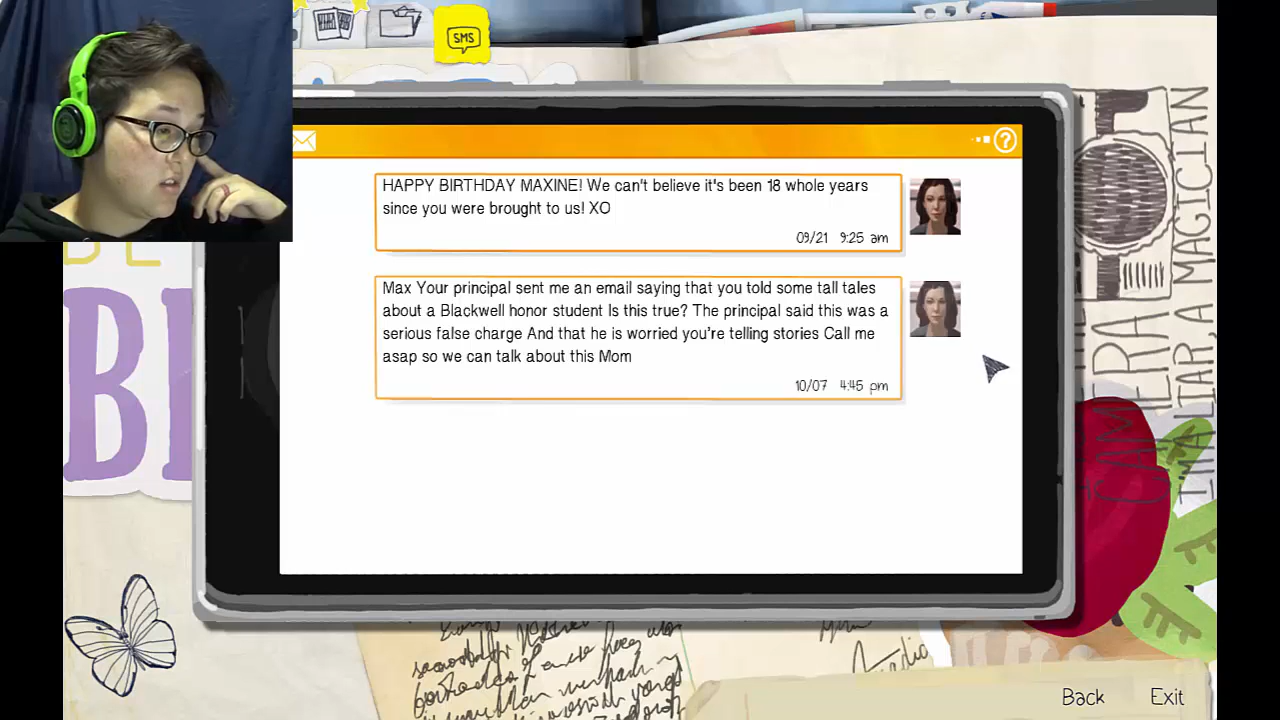 SMS
?
HAPPY BIRTHDAY MAXINE! We can't believe it's been 18 whole years
since you were brought to us! XO
09/21 9:25 am
Max Your principal sent me an email saying that you told some tall tales
about a Blackwell honor student Is this true? The principal said this was a
serious false charge And that he is worried you're telling stories Call me
asap so we can talk about this Mom
10/07 4:45 pm
CAMERA
I'M A LIAR, A MAGICIAN
Back Exit